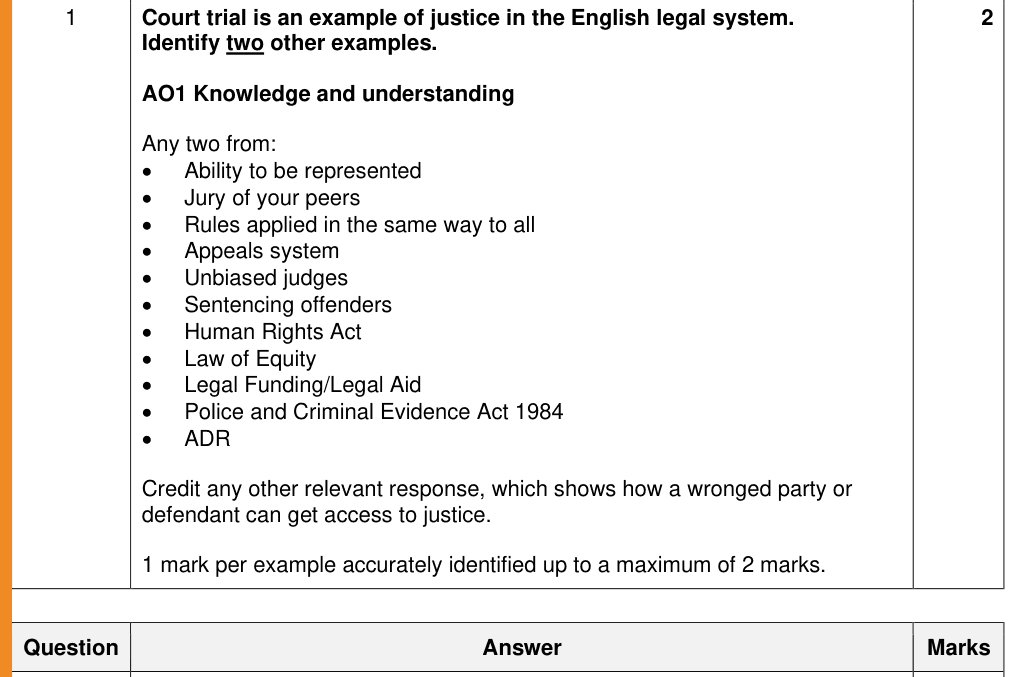 1
Court trial is an example of justice in the English legal system.
2
Identify two other examples.
AO1 Knowledge and understanding
Any two from:
• Ability to be represented
• Jury of your peers
• Rules applied in the same way to all
• Appeals system
• Unbiased judges
• Sentencing offenders
• Human Rights Act
• Law of Equity
• Legal Funding/Legal Aid
• Police and Criminal Evidence Act 1984
• ADR
Credit any other relevant response, which shows how a wronged party or
defendant can get access to justice.
1 mark per example accurately identified up to a maximum of 2 marks.
Question Answer Marks